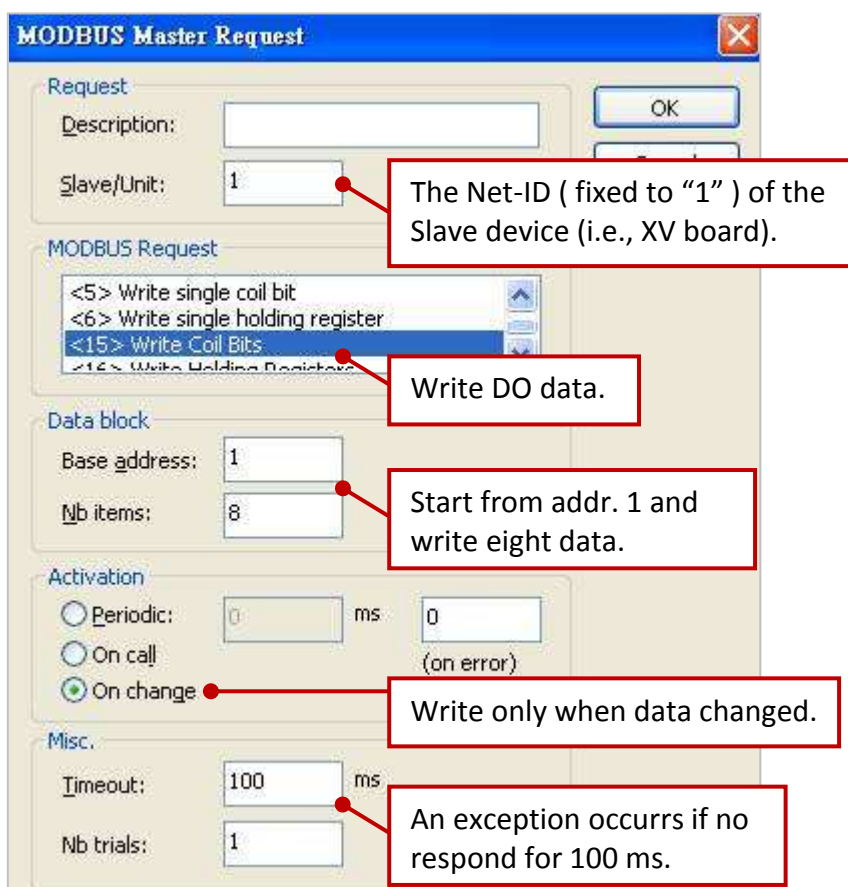 MODBUS Master Request
Request
Description:
OK
Slave/Unit: 1
The Net-ID ( fixed to “1” ) of the
Slave device (i.e., XV board).
MODBUS Request
<5> Write single coil bit
<6> Write single holding register
<15> Write Coil Bits
<16> Write Holding Registers
Write DO data.
Data block
Base address: 1
Nb items: 8
Start from addr. 1 and
write eight data.
Activation
Periodic: 0 ms 0
On call
(on error)
On change
Write only when data changed.
Misc.
Timeout: 100 ms
An exception occurrs if no
respond for 100 ms.
Nb trials: 1